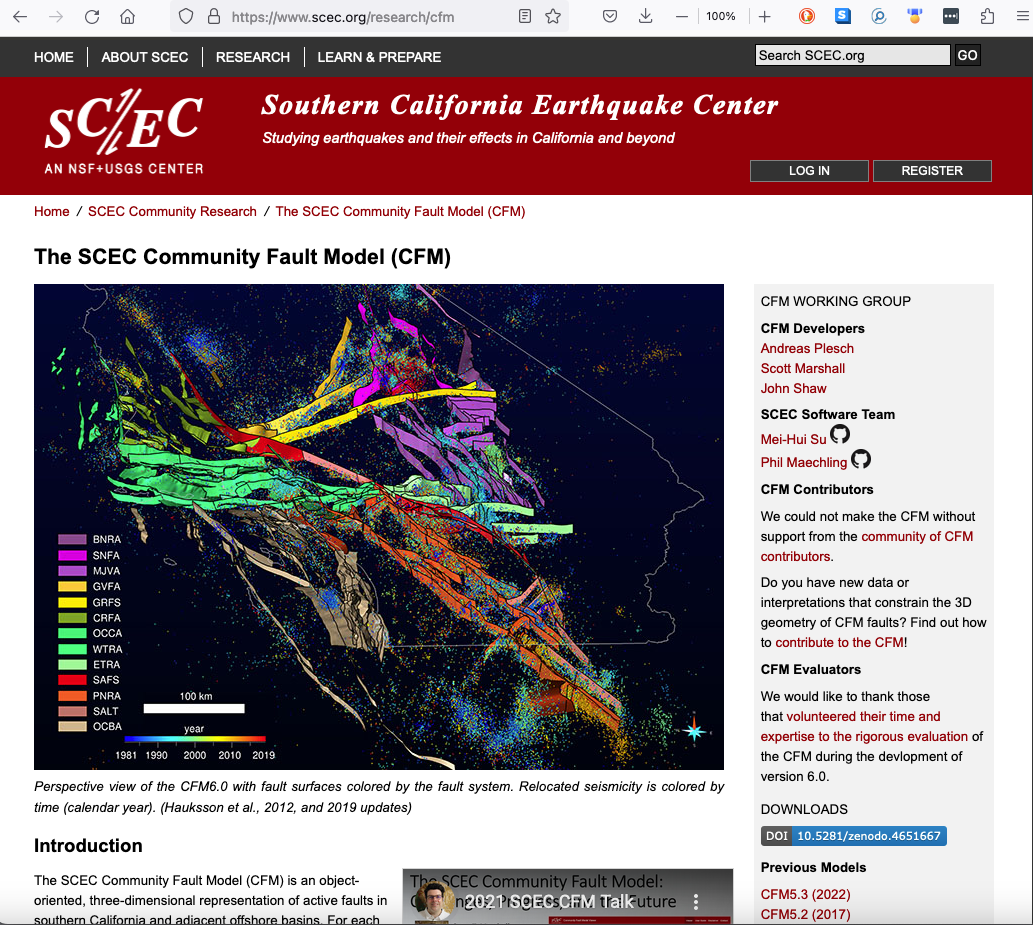 https://www.scec.org/research/cfm
100%
HOME
ABOUT SCEC
RESEARCH
LEARN & PREPARE
Search SCEC.org
GO
SC//EC
AN NSF+USGS CENTER
Southern California Earthquake Center
Studying earthquakes and their effects in California and beyond
LOG IN
REGISTER
Home / SCEC Community Research / The SCEC Community Fault Model (CFM)
The SCEC Community Fault Model (CFM)
BNRA
SNFA
MJVA
GVFA
GRFS
CRFA
OCCA
WTRA
ETRA
SAFS
PNRA
SALT
OCBA
100 km
year
1981 1990 2000 2010 2019
Perspective view of the CFM6.0 with fault surfaces colored by the fault system. Relocated seismicity is colored by
time (calendar year). (Hauksson et al., 2012, and 2019 updates)
Introduction
The SCEC Community Fault Model (CFM) is an object-
oriented, three-dimensional representation of active faults in
southern California and adjacent offshore basins. For each
The SCEC Community Fault Model:
2021 SCEC CFM Talk
Future
CFM WORKING GROUP
CFM Developers
Andreas Plesch
Scott Marshall
John Shaw
SCEC Software Team
Mei-Hui Su
Phil Maechling
CFM Contributors
We could not make the CFM without
support from the community of CFM
contributors.
Do you have new data or
interpretations that constrain the 3D
geometry of CFM faults? Find out how
to contribute to the CFM!
CFM Evaluators
We would like to thank those
that volunteered their time and
expertise to the rigorous evaluation of
the CFM during the devlopment of
version 6.0.
DOWNLOADS
DOI 10.5281/zenodo.4651667
Previous Models
CFM5.3 (2022)
CFM5.2 (2017)